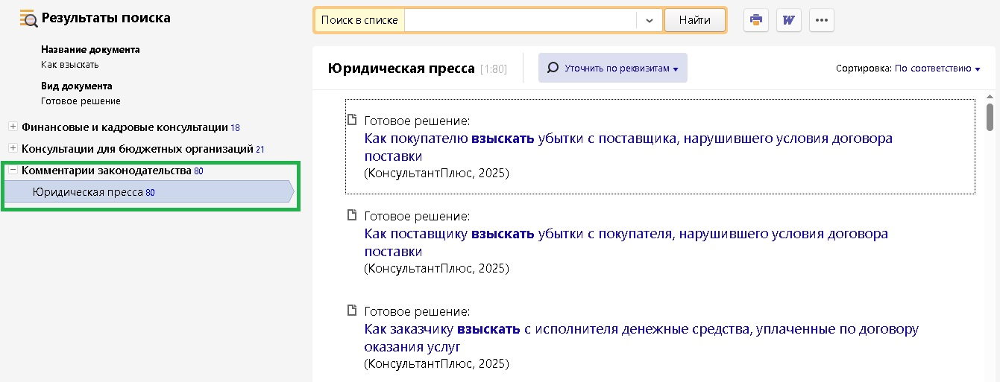 Результаты поиска
Название документа
Как взыскать
Вид документа
Готовое решение
Финансовые и кадровые консультации 18
Консультации для бюджетных организаций 21
Комментарии законодательства 80
Юридическая пресса 80
Поиск в списке
Найти
W
Юридическая пресса [1:80]
Уточнить по реквизитам
Сортировка: По соответствию
Готовое решение:
Как покупателю взыскать убытки с поставщика, нарушившего условия договора
поставки
(КонсультантПлюс, 2025)
Готовое решение:
Как поставщику взыскать убытки с покупателя, нарушившего условия договора
поставки
(КонсультантПлюс, 2025)
Готовое решение:
Как заказчику взыскать с исполнителя денежные средства, уплаченные по договору
оказания услуг
(КонсультантПлюс, 2025)